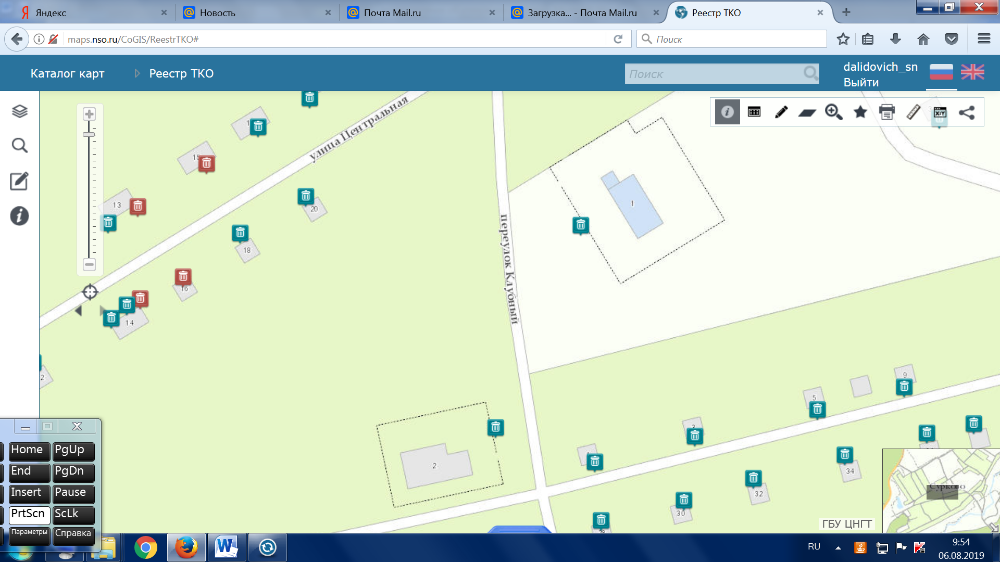 Яндекс
Новость
Почта Mail.ru
Загрузка... - Почта Mail.ru
Реестр ТКО
maps.nso.ru/CoGIS/ReestrTKO#
Поиск
Каталог карт
Реестр ТКО
Поиск
dalidovich_sn
Выйти
X/Y
улица Центральная
переулок Клубный
13
20
18
16
14
1
2
2
9
5
34
32
30
Сурково
ГБУ ЦНГТ
Home
PgUp
End
PgDn
Insert
Pause
PrtScn
ScLk
Параметры
Справка
RU
9:54
06.08.2019